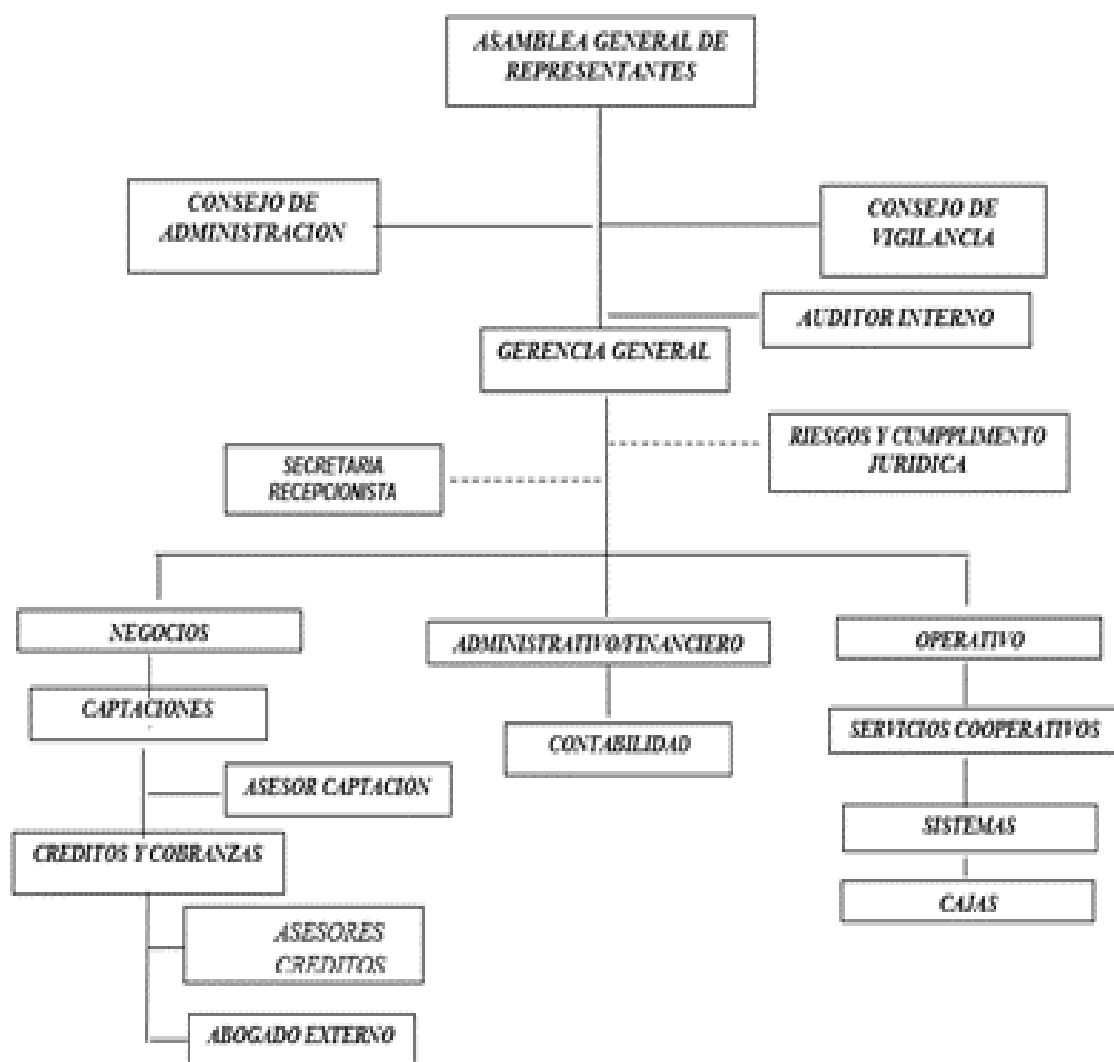 ASAMBLEA GENERAL DE
REPRESENTANTES
CONSEJO DE
ADMINISTRACION
CONSEJO DE
VIGILANCIA
AUDITOR INTERNO
GERENCIA GENERAL
RIESGOS Y CUMPPLIMENTO
JURIDICA
SECRETARIA
RECEPCIONISTA
NEGOCIOS
ADMINISTRATIVO/FINANCIERO
OPERATIVO
CAPTACIONES
SERVICIOS COOPERATIVOS
CONTABILIDAD
ASESOR CAPTACIÓN
SISTEMAS
CREDITOS Y COBRANZAS
CAJAS
ASESORES
CREDITOS
ABOGADO EXTERNO